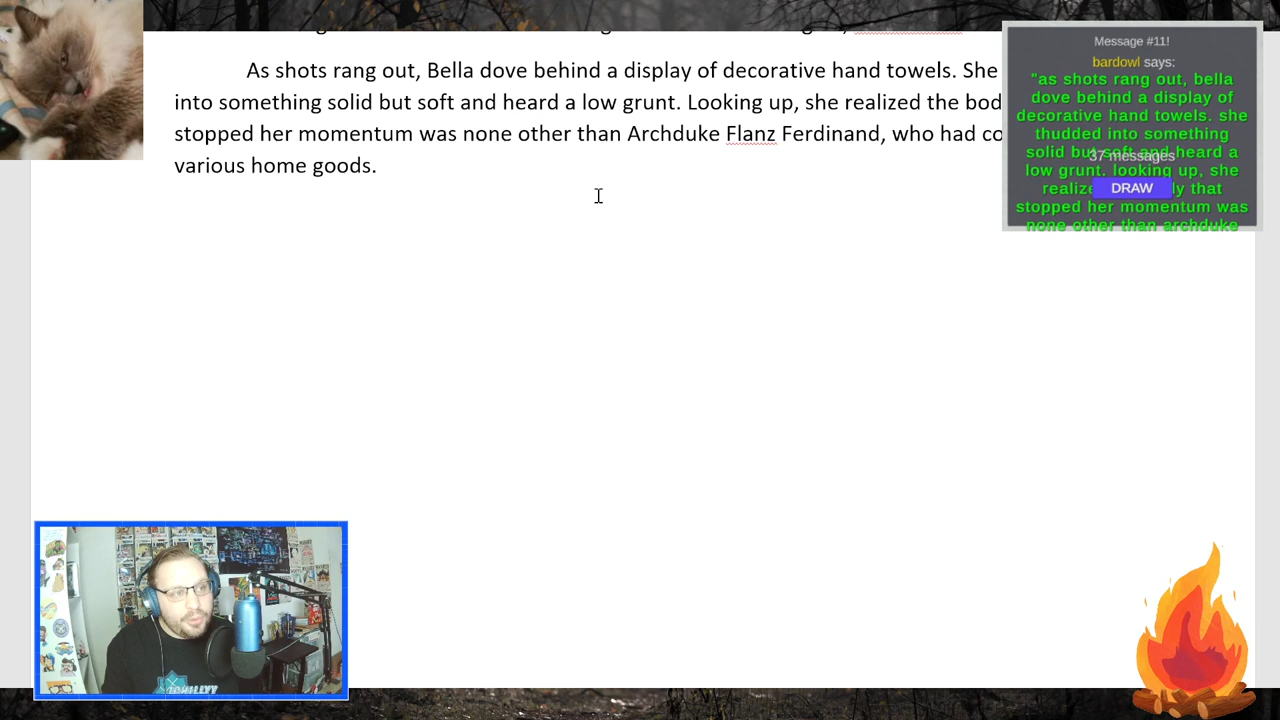 As shots rang out, Bella dove behind a display of decorative hand towels. She
into something solid but soft and heard a low grunt. Looking up, she realized the bod
stopped her momentum was none other than Archduke Flanz Ferdinand, who had co
various home goods.
Message #11!
bardowl says:
"as shots rang out, bella
dove behind a display of
decorative hand towels. she
thudded into something
solid but soft and heard a
37 messages
low grunt. looking up, she
realize ly that
DRAW
stopped her momentum was
none other than archduke